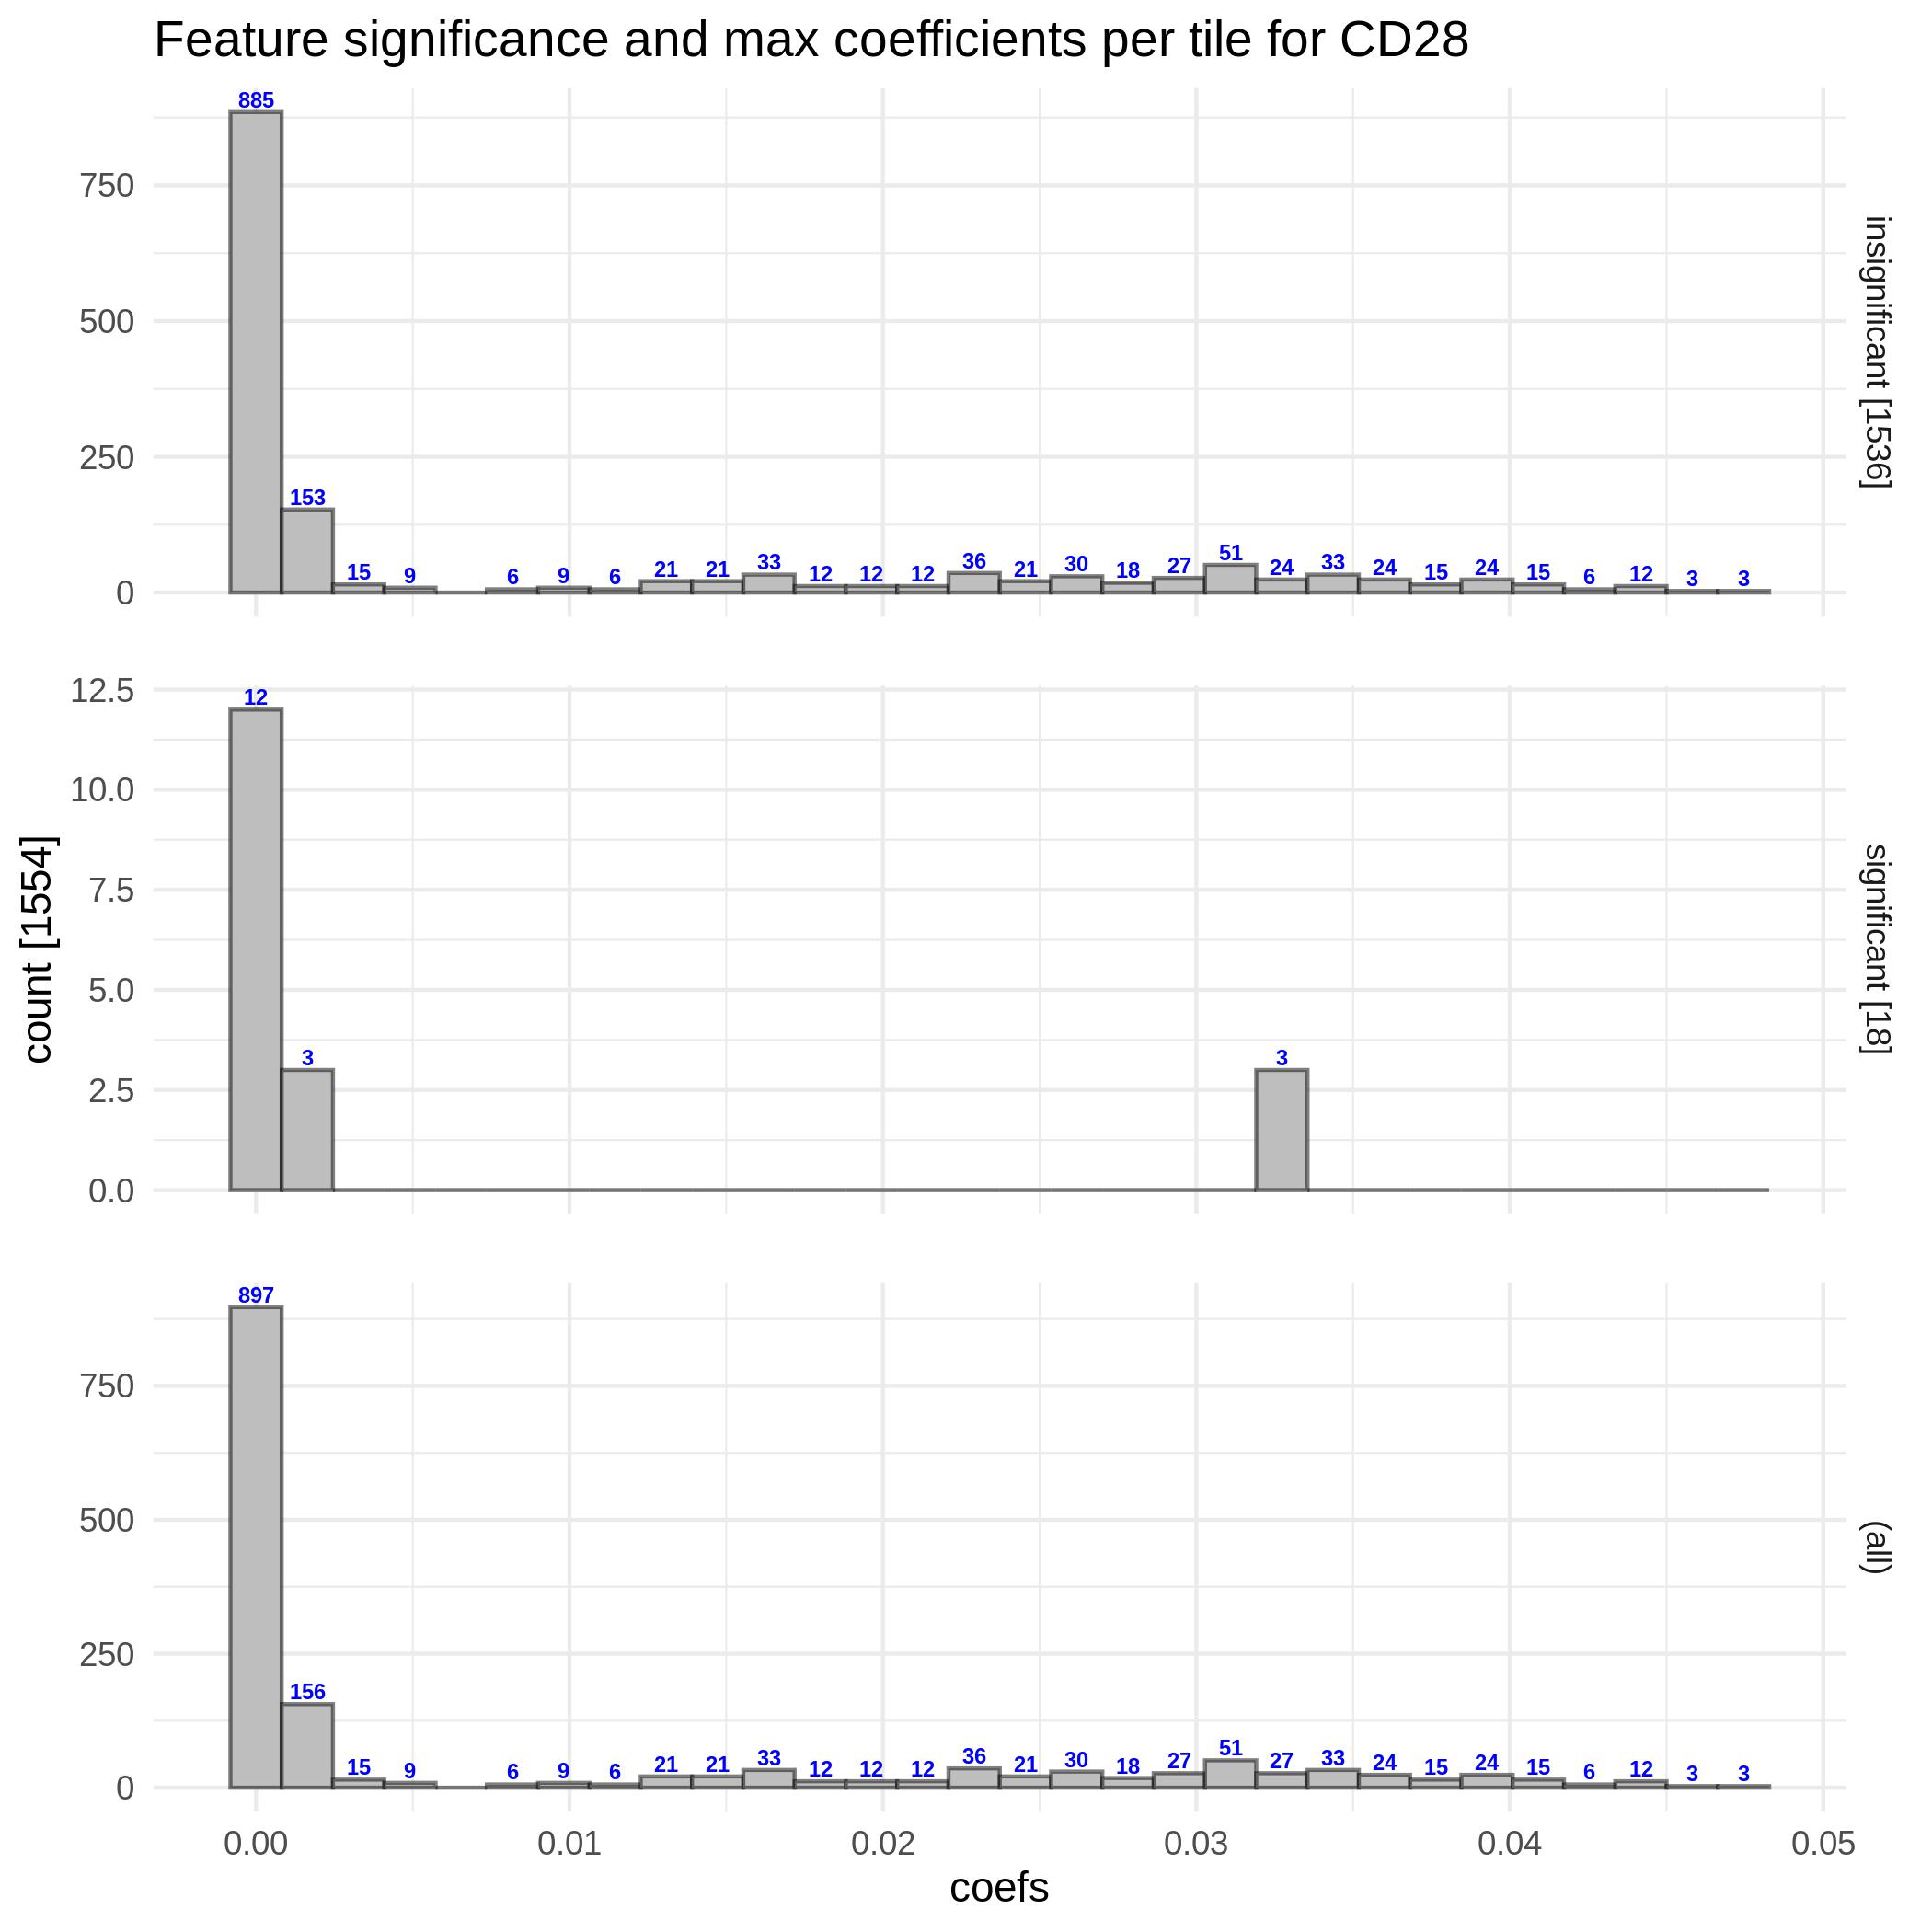 Feature significance and max coefficients per tile for CD28
885
750
500
250
0
153
15 9 6 9 6 21 21 33 12 12 12 36 21 30 18 27 51 24 33 24 15 24 15 6 12 3 3
insignificant [1536]
count [1554]
12.5
10.0
7.5
5.0
2.5
0.0
12
3
3
significant [18]
897
750
500
250
0
156
15 9 6 9 6 21 21 33 12 12 12 36 21 30 18 27 51 27 33 24 15 24 15 6 12 3 3
(all)
0.00 0.01 0.02 0.03 0.04 0.05
coefs